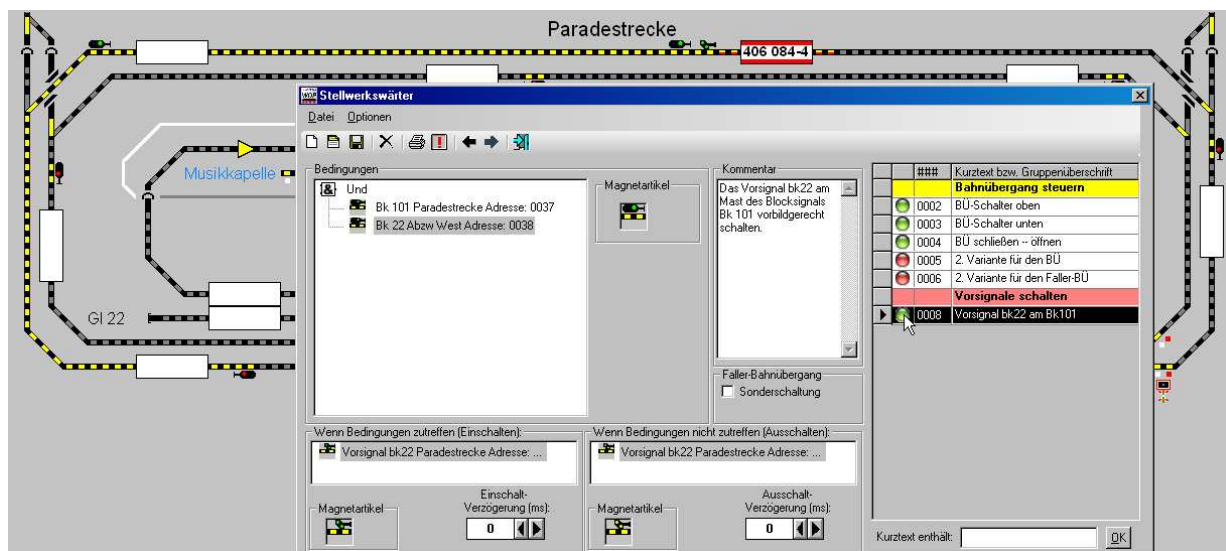 Paradestrecke
406 084-4
Musikkapelle
Gl 22
Stellwerkswärter
Datei Optionen
Bedingungen
Und
Bk 101 Paradestrecke Adresse: 0037
Bk 22 Abzw West Adresse: 0038
Magnetartikel
Kommentar
Das Vorsignal bk22 am
Mast des Blocksignals
Bk 101 vorbildgerecht
schalten.
Faller-Bahnübergang
Sonderschaltung
### Kurztext bzw. Gruppenüberschrift
Bahnübergang steuern
0002 BÜ-Schalter oben
0003 BÜ-Schalter unten
0004 BÜ schließen -- öffnen
0005 2. Variante für den BÜ
0006 2. Variante für den Faller-BÜ
Vorsignale schalten
0008 Vorsignal bk22 am Bk101
Wenn Bedingungen zutreffen (Einschalten):
Vorsignal bk22 Paradestrecke Adresse: ...
Magnetartikel
Einschalt-
Verzögerung (ms):
0
Wenn Bedingungen nicht zutreffen (Ausschalten):
Vorsignal bk22 Paradestrecke Adresse: ...
Magnetartikel
Ausschalt-
Verzögerung (ms):
0
Kurztext enthält: OK